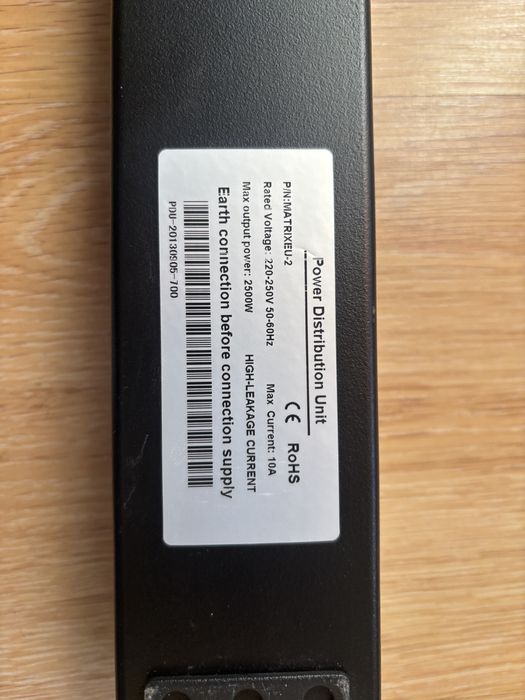 Power Distribution Unit
P/N:MATRIXEU-2 CE RoHS
Rated Voltage: 220-250V 50-60Hz Max Current: 10A
Max output power: 2500W HIGH-LEAKAGE CURRENT
Earth connection before connection supply
PDU-20130905-700